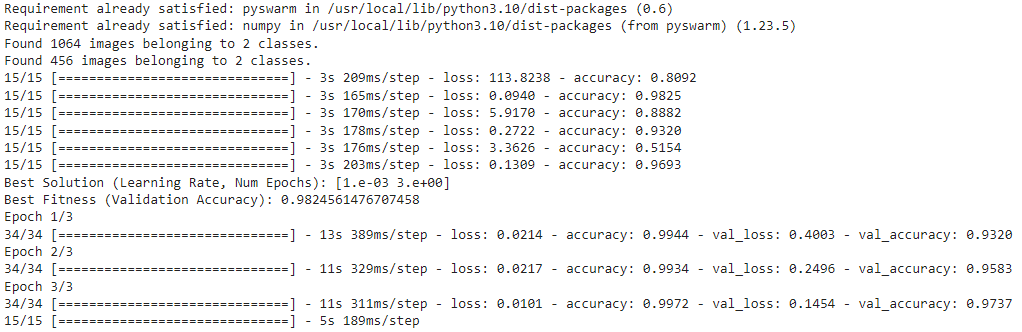 Requirement already satisfied: pyswarm in /usr/local/lib/python3.10/dist-packages (0.6)
Requirement already satisfied: numpy in /usr/local/lib/python3.10/dist-packages (from pyswarm) (1.23.5)
Found 1064 images belonging to 2 classes.
Found 456 images belonging to 2 classes.
15/15 [==============================] - 3s 209ms/step - loss: 113.8238 - accuracy: 0.8092
15/15 [==============================] - 3s 165ms/step - loss: 0.0940 - accuracy: 0.9825
15/15 [==============================] - 3s 170ms/step - loss: 5.9170 - accuracy: 0.8882
15/15 [==============================] - 3s 178ms/step - loss: 0.2722 - accuracy: 0.9320
15/15 [==============================] - 3s 176ms/step - loss: 3.3626 - accuracy: 0.5154
15/15 [==============================] - 3s 203ms/step - loss: 0.1309 - accuracy: 0.9693
Best Solution (Learning Rate, Num Epochs): [1.e-03 3.e+00]
Best Fitness (Validation Accuracy): 0.9824561476707458
Epoch 1/3
34/34 [==============================] - 13s 389ms/step - loss: 0.0214 - accuracy: 0.9944 - val_loss: 0.4003 - val_accuracy: 0.9320
Epoch 2/3
34/34 [==============================] - 11s 329ms/step - loss: 0.0217 - accuracy: 0.9934 - val_loss: 0.2496 - val_accuracy: 0.9583
Epoch 3/3
34/34 [==============================] - 11s 311ms/step - loss: 0.0101 - accuracy: 0.9972 - val_loss: 0.1454 - val_accuracy: 0.9737
15/15 [==============================] - 5s 189ms/step